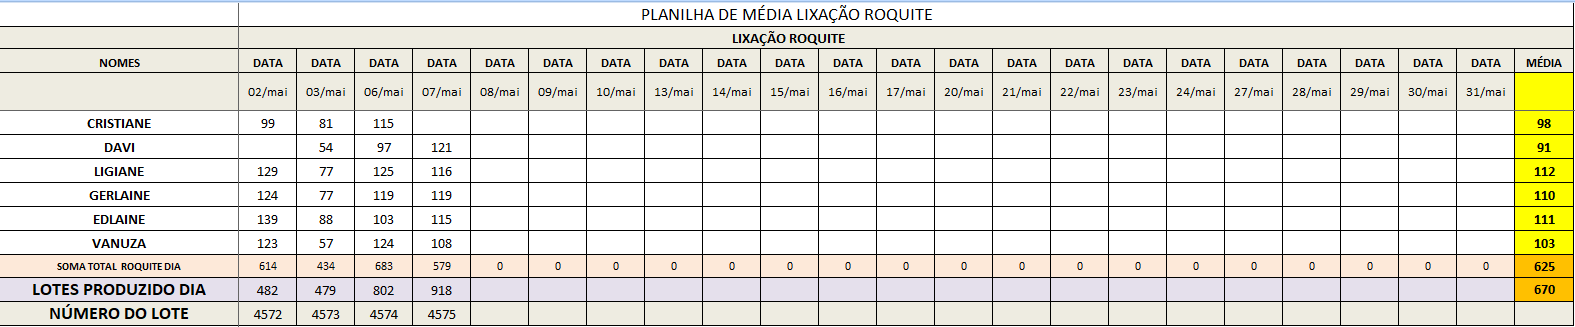 PLANILHA DE MÉDIA LIXAÇÃO ROQUITE
LIXAÇÃO ROQUITE
NOMES DATA DATA DATA DATA DATA DATA DATA DATA DATA DATA DATA DATA DATA DATA DATA DATA DATA DATA DATA DATA DATA DATA MÉDIA
02/mai 03/mai 06/mai 07/mai 08/mai 09/mai 10/mai 13/mai 14/mai 15/mai 16/mai 17/mai 20/mai 21/mai 22/mai 23/mai 24/mai 27/mai 28/mai 29/mai 30/mai 31/mai
CRISTIANE 99 81 115 98
DAVI 54 97 121 91
LIGIANE 129 77 125 116 112
GERLAINE 124 77 119 119 110
EDLAINE 139 88 103 115 111
VANUZA 123 57 124 108 103
SOMA TOTAL ROQUITE DIA 614 434 683 579 0 0 0 0 0 0 0 0 0 0 0 0 0 0 0 0 0 0 625
LOTES PRODUZIDO DIA 482 479 802 918 670
NÚMERO DO LOTE 4572 4573 4574 4575